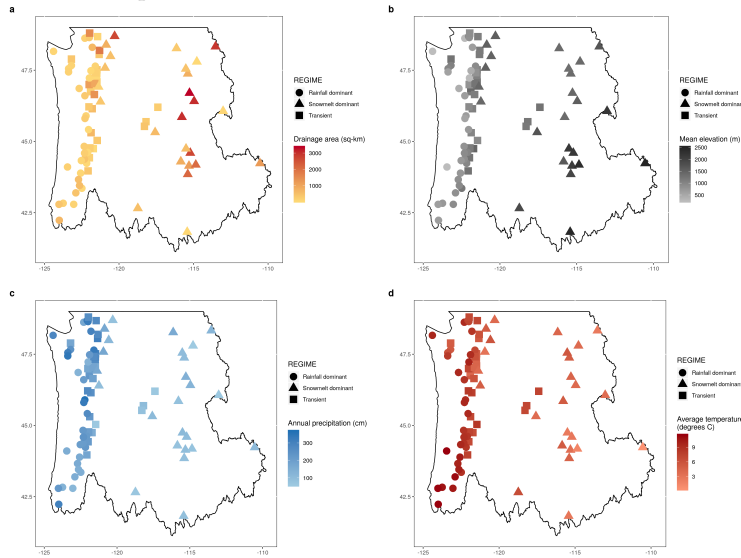 a
47.5
45.0
42.5
-125
-120
-115
-110
REGIME
Rainfall dominant
Snowmelt dominant
Transient
Drainage area (sq-km)
3000
2000
1000
b
47.5
45.0
42.5
-125
-120
-115
-110
REGIME
Rainfall dominant
Snowmelt dominant
Transient
Mean elevation (m)
2500
2000
1500
1000
500
c
47.5
45.0
42.5
-125
-120
-115
-110
REGIME
Rainfall dominant
Snowmelt dominant
Transient
Annual precipitation (cm)
300
200
100
d
47.5
45.0
42.5
-125
-120
-115
-110
REGIME
Rainfall dominant
Snowmelt dominan
Transient
Average temperature
(degrees C)
9
6
3